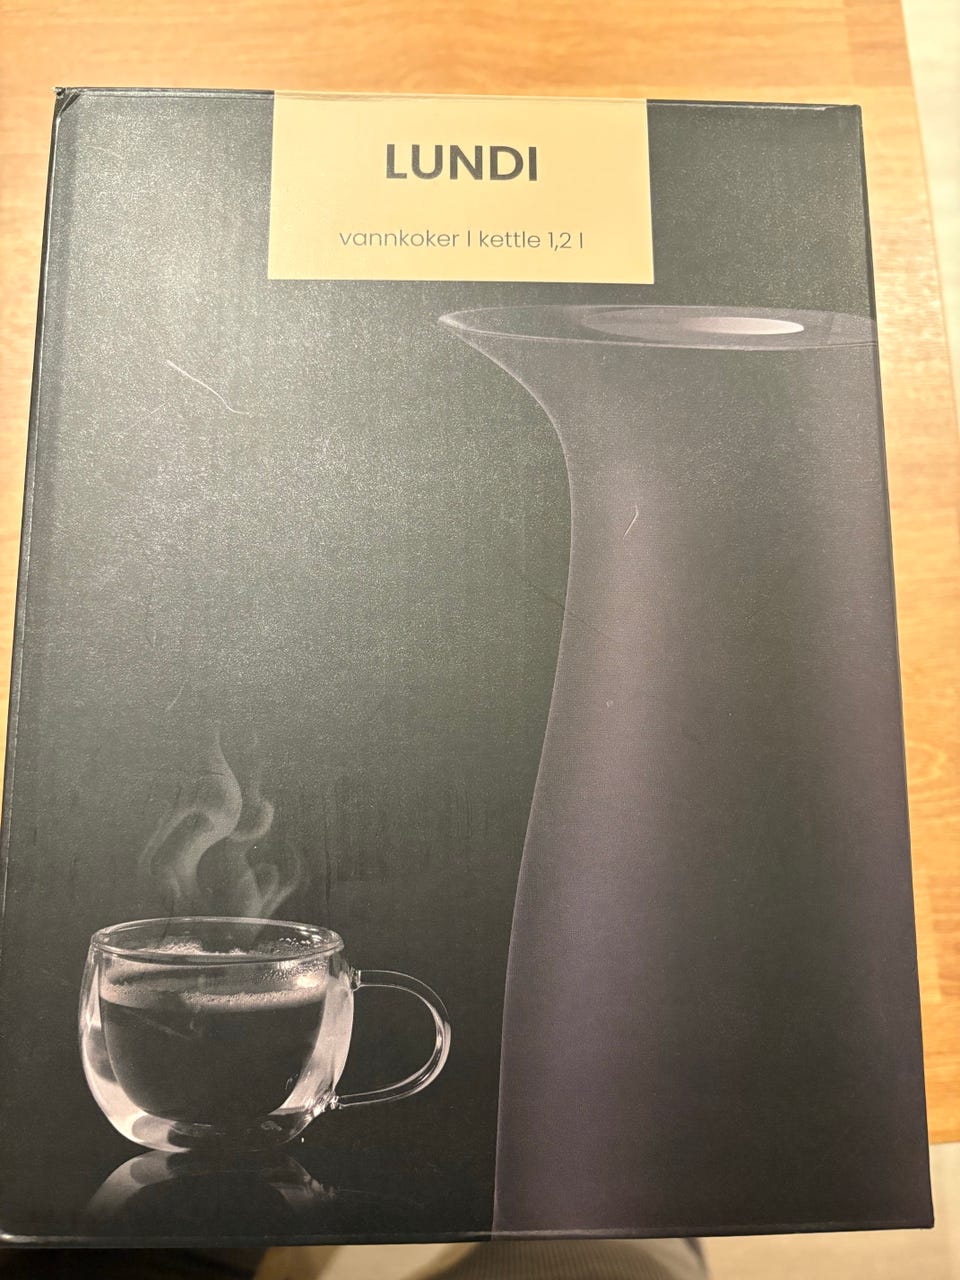 LUNDI
vannkoker l kettle 1,2 l